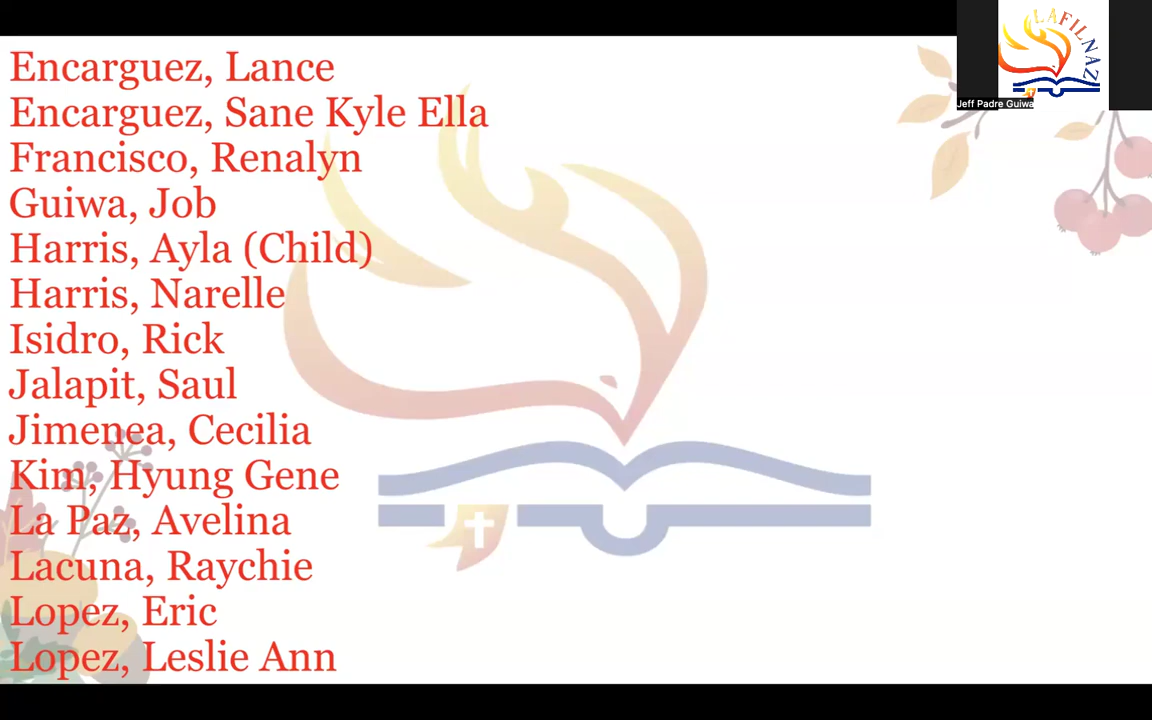 Encarguez, Lance
Encarguez, Sane Kyle Ella
Francisco, Renalyn
Guiwa, Job
Harris, Ayla (Child)
Harris, Narelle
Isidro, Rick
Jalapit, Saul
Jimenea, Cecilia
Kim, Hyung Gene
La Paz, Avelina
Lacuna, Raychie
Lopez, Eric
Lopez, Leslie Ann
LAFILNAZ
Jeff Padre Guiwa